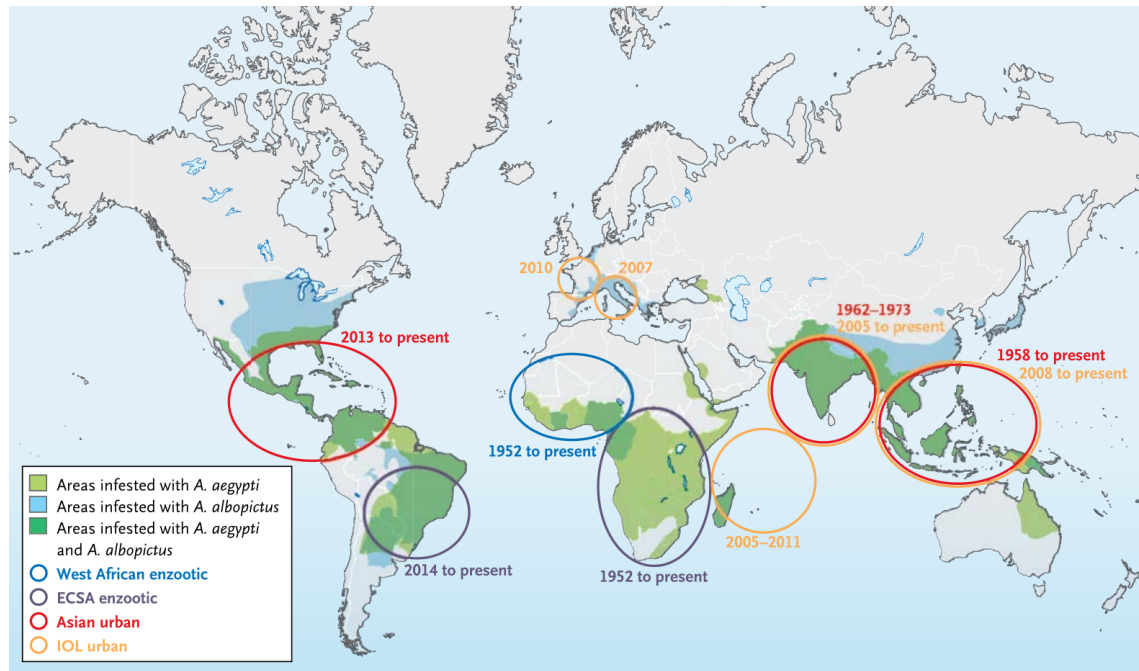 2010
2007
1962–1973
2005 to present
2013 to present
1958 to present
2008 to present
1952 to present
2014 to present
1952 to present
2005–2011
Areas infested with A. aegypti
Areas infested with A. albopictus
Areas infested with A. aegypti
and A. albopictus
West African enzootic
ECSA enzootic
Asian urban
IOL urban